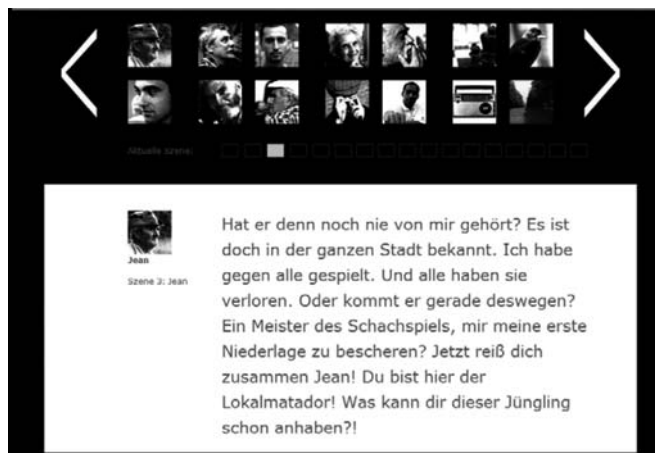 Aktuelle Szene:
Jean
Szene 3: Jean
Hat er denn noch nie von mir gehört? Es ist
doch in der ganzen Stadt bekannt. Ich habe
gegen alle gespielt. Und alle haben sie
verloren. Oder kommt er gerade deswegen?
Ein Meister des Schachspiels, mir meine erste
Niederlage zu bescheren? Jetzt reiß dich
zusammen Jean! Du bist hier der
Lokalmatador! Was kann dir dieser Jüngling
schon anhaben?!